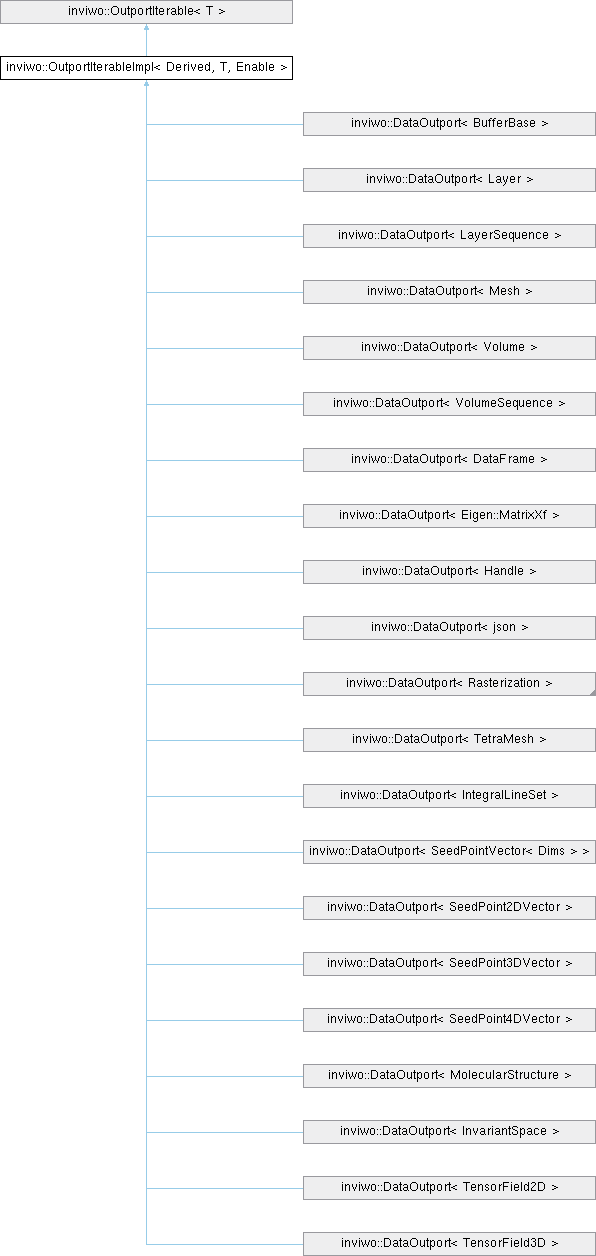 inviwo::OutportIterable< T >
inviwo::OutportIterableImpl< Derived, T, Enable >
inviwo::DataOutport< BufferBase >
inviwo::DataOutport< Layer >
inviwo::DataOutport< LayerSequence >
inviwo::DataOutport< Mesh >
inviwo::DataOutport< Volume >
inviwo::DataOutport< VolumeSequence >
inviwo::DataOutport< DataFrame >
inviwo::DataOutport< Eigen::MatrixXf >
inviwo::DataOutport< Handle >
inviwo::DataOutport< json >
inviwo::DataOutport< Rasterization >
inviwo::DataOutport< TetraMesh >
inviwo::DataOutport< IntegralLineSet >
inviwo::DataOutport< SeedPointVector< Dims > >
inviwo::DataOutport< SeedPoint2DVector >
inviwo::DataOutport< SeedPoint3DVector >
inviwo::DataOutport< SeedPoint4DVector >
inviwo::DataOutport< MolecularStructure >
inviwo::DataOutport< InvariantSpace >
inviwo::DataOutport< TensorField2D >
inviwo::DataOutport< TensorField3D >